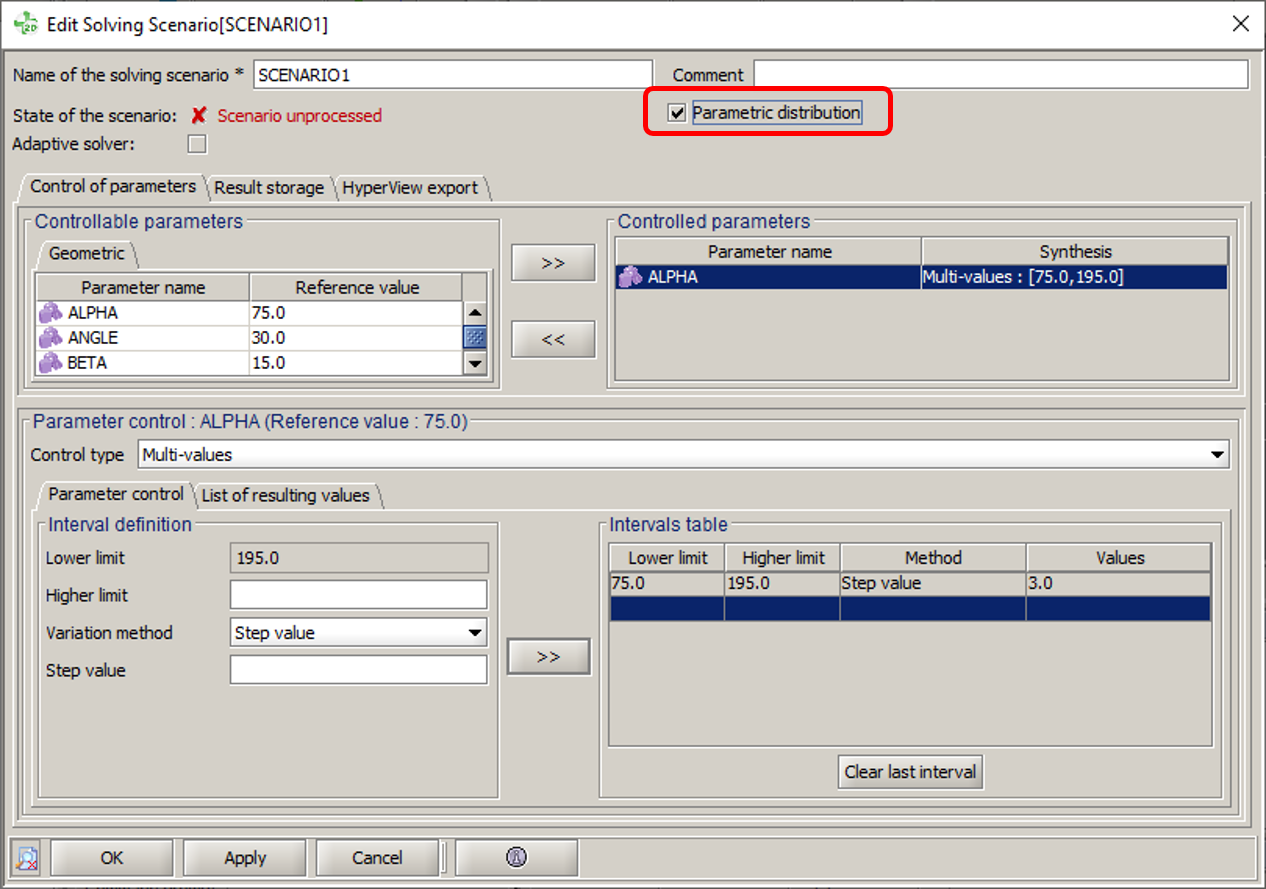 Edit Solving Scenario[SCENARIO1]
Name of the solving scenario * SCENARIO1 Comment
State of the scenario: Scenario unprocessed Parametric distribution
Adaptive solver:
Control of parameters Result storage HyperView export
Controllable parameters
Geometric
Parameter name Reference value
ALPHA 75.0
ANGLE 30.0
BETA 15.0
>>
<<
Controlled parameters
Parameter name Synthesis
ALPHA Multi-values : [75.0,195.0]
Parameter control : ALPHA (Reference value : 75.0)
Control type Multi-values
Parameter control List of resulting values
Interval definition
Lower limit 195.0
Higher limit
Variation method Step value
Step value
>>
Intervals table
Lower limit Higher limit Method Values
75.0 195.0 Step value 3.0
Clear last interval
OK Apply Cancel